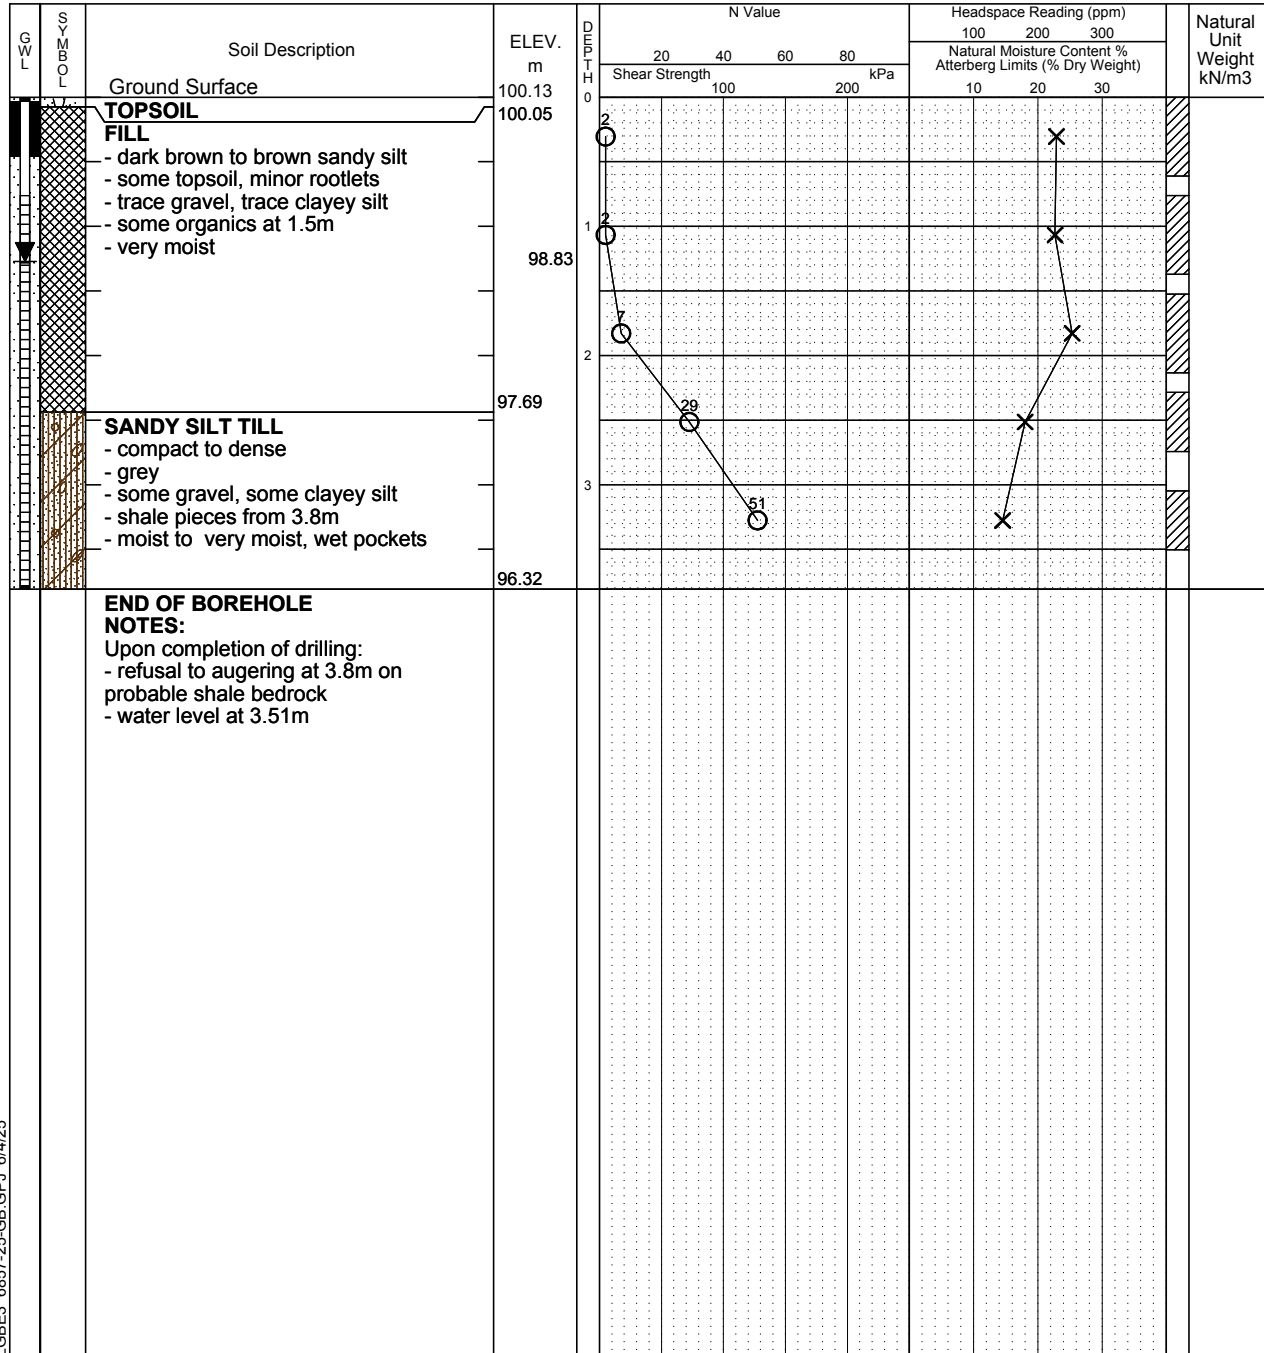 GWL
SYMBOL
Soil Description
ELEV.
m
DEPTH
N Value
20 40 60 80
Shear Strength kPa
100 200
Headspace Reading (ppm)
100 200 300
Natural Moisture Content %
Atterberg Limits (% Dry Weight)
10 20 30
Natural
Unit
Weight
kN/m3
Ground Surface
100.13
0
TOPSOIL
100.05
FILL
2
- dark brown to brown sandy silt
- some topsoil, minor rootlets
- trace gravel, trace clayey silt
- some organics at 1.5m
2
1
- very moist
98.83
7
2
97.69
29
SANDY SILT TILL
- compact to dense
- grey
3
- some gravel, some clayey silt
51
- shale pieces from 3.8m
- moist to very moist, wet pockets
96.32
END OF BOREHOLE
NOTES:
Upon completion of drilling:
- refusal to augering at 3.8m on
probable shale bedrock
- water level at 3.51m